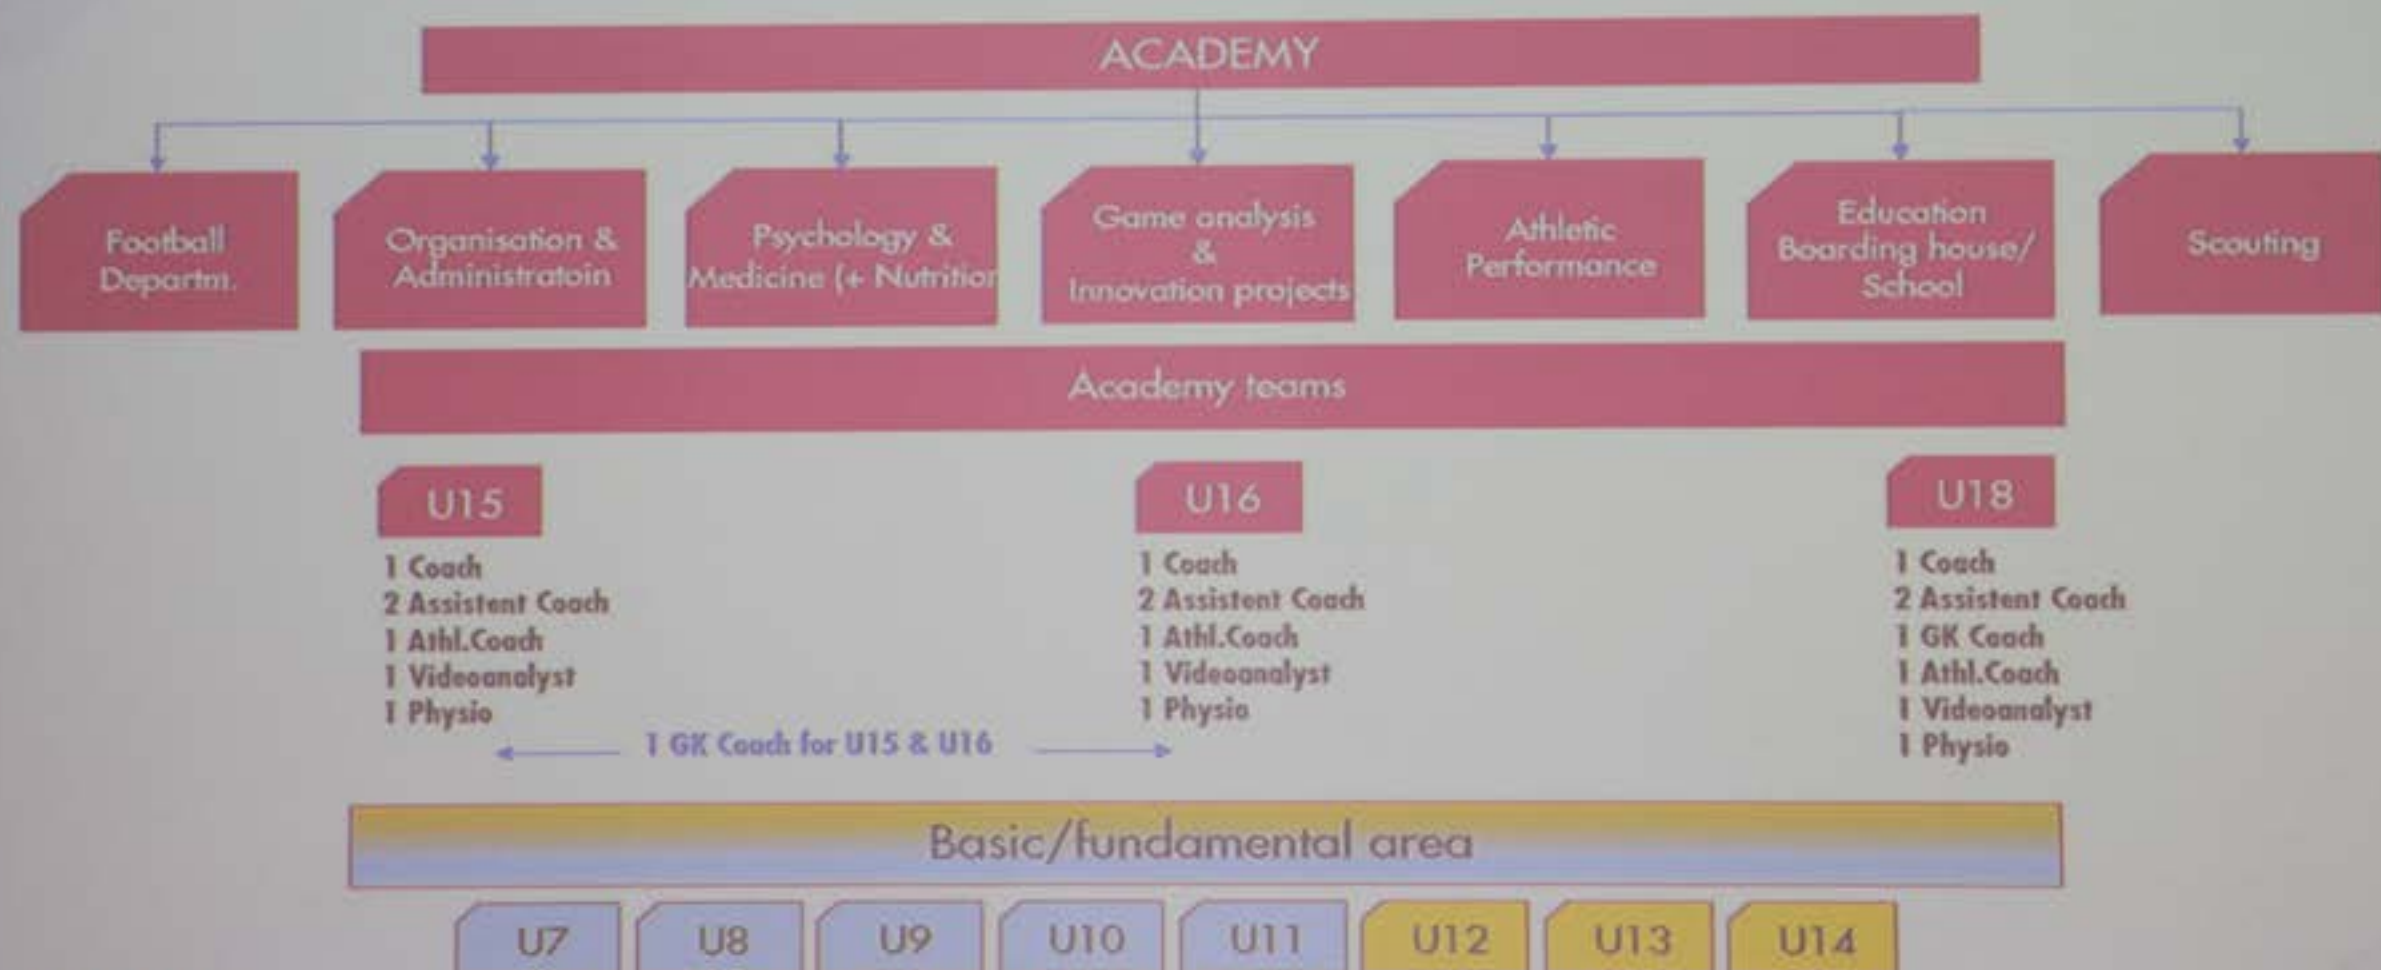 ACADEMY
Football
Departm.
Organisation &
Administratoin
Psychology &
Medicine (+ Nutrition
Game analysis
&
Innovation projects
Athletic
Performance
Education
Boarding house/
School
Scouting
Academy teams
U15
1 Coach
2 Assistent Coach
1 Athl.Coach
1 Videoanalyst
1 Physio
U16
1 Coach
2 Assistent Coach
1 Athl.Coach
1 Videoanalyst
1 Physio
U18
1 Coach
2 Assistent Coach
1 GK Coach
1 Athl.Coach
1 Videoanalyst
1 Physio
1 GK Coach for U15 & U16
Basic/fundamental area
U7
U8
U9
U10
U11
U12
U13
U14